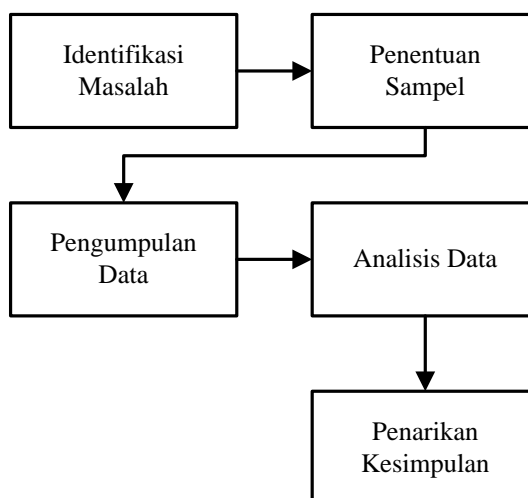 Identifikasi
Masalah
Penentuan
Sampel
Pengumpulan
Data
Analisis Data
Penarikan
Kesimpulan